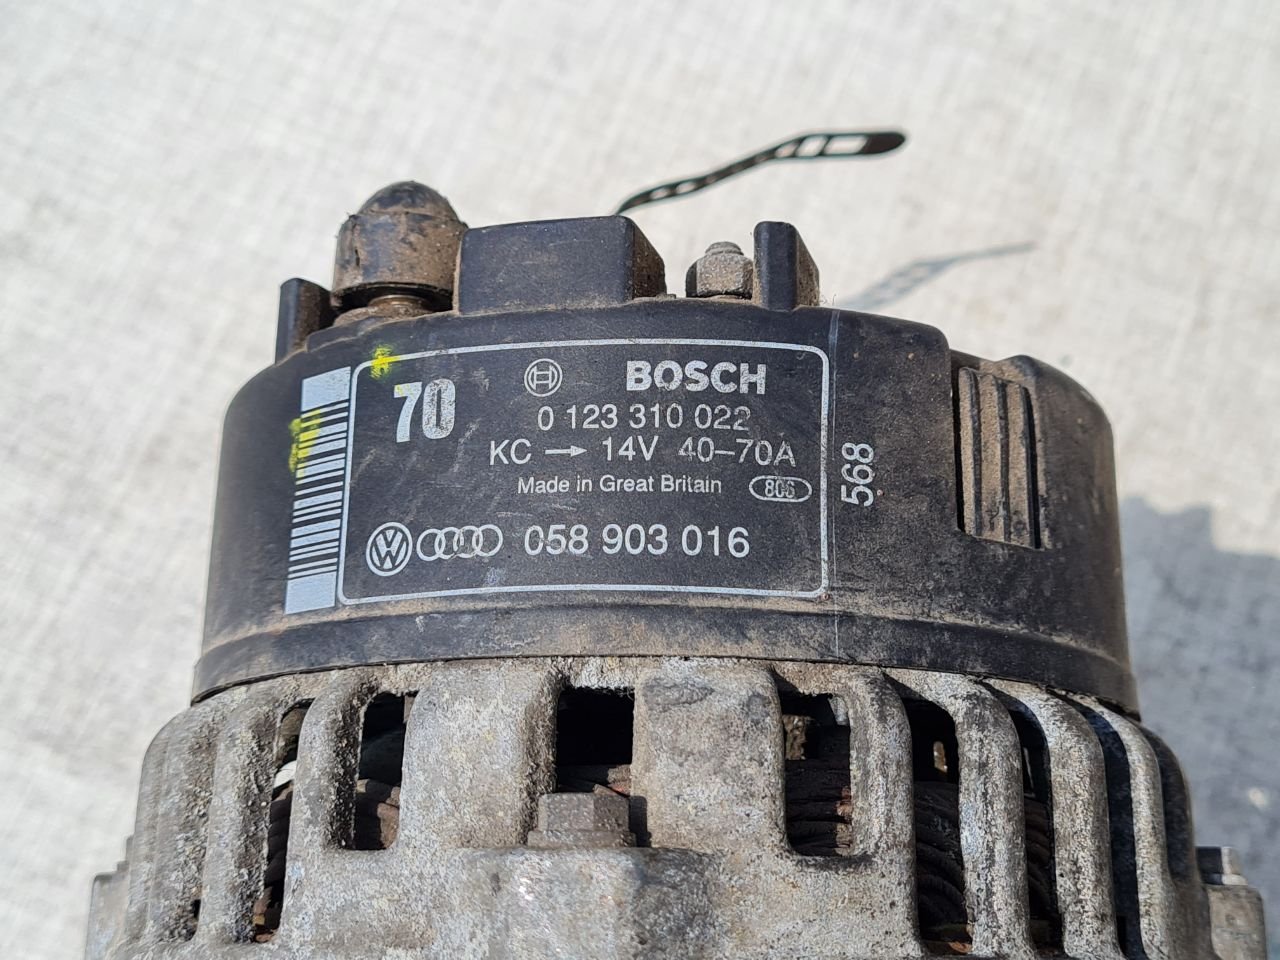 70
BOSCH
0 123 310 022
KC → 14V 40–70A
Made in Great Britain 806
058 903 016
568